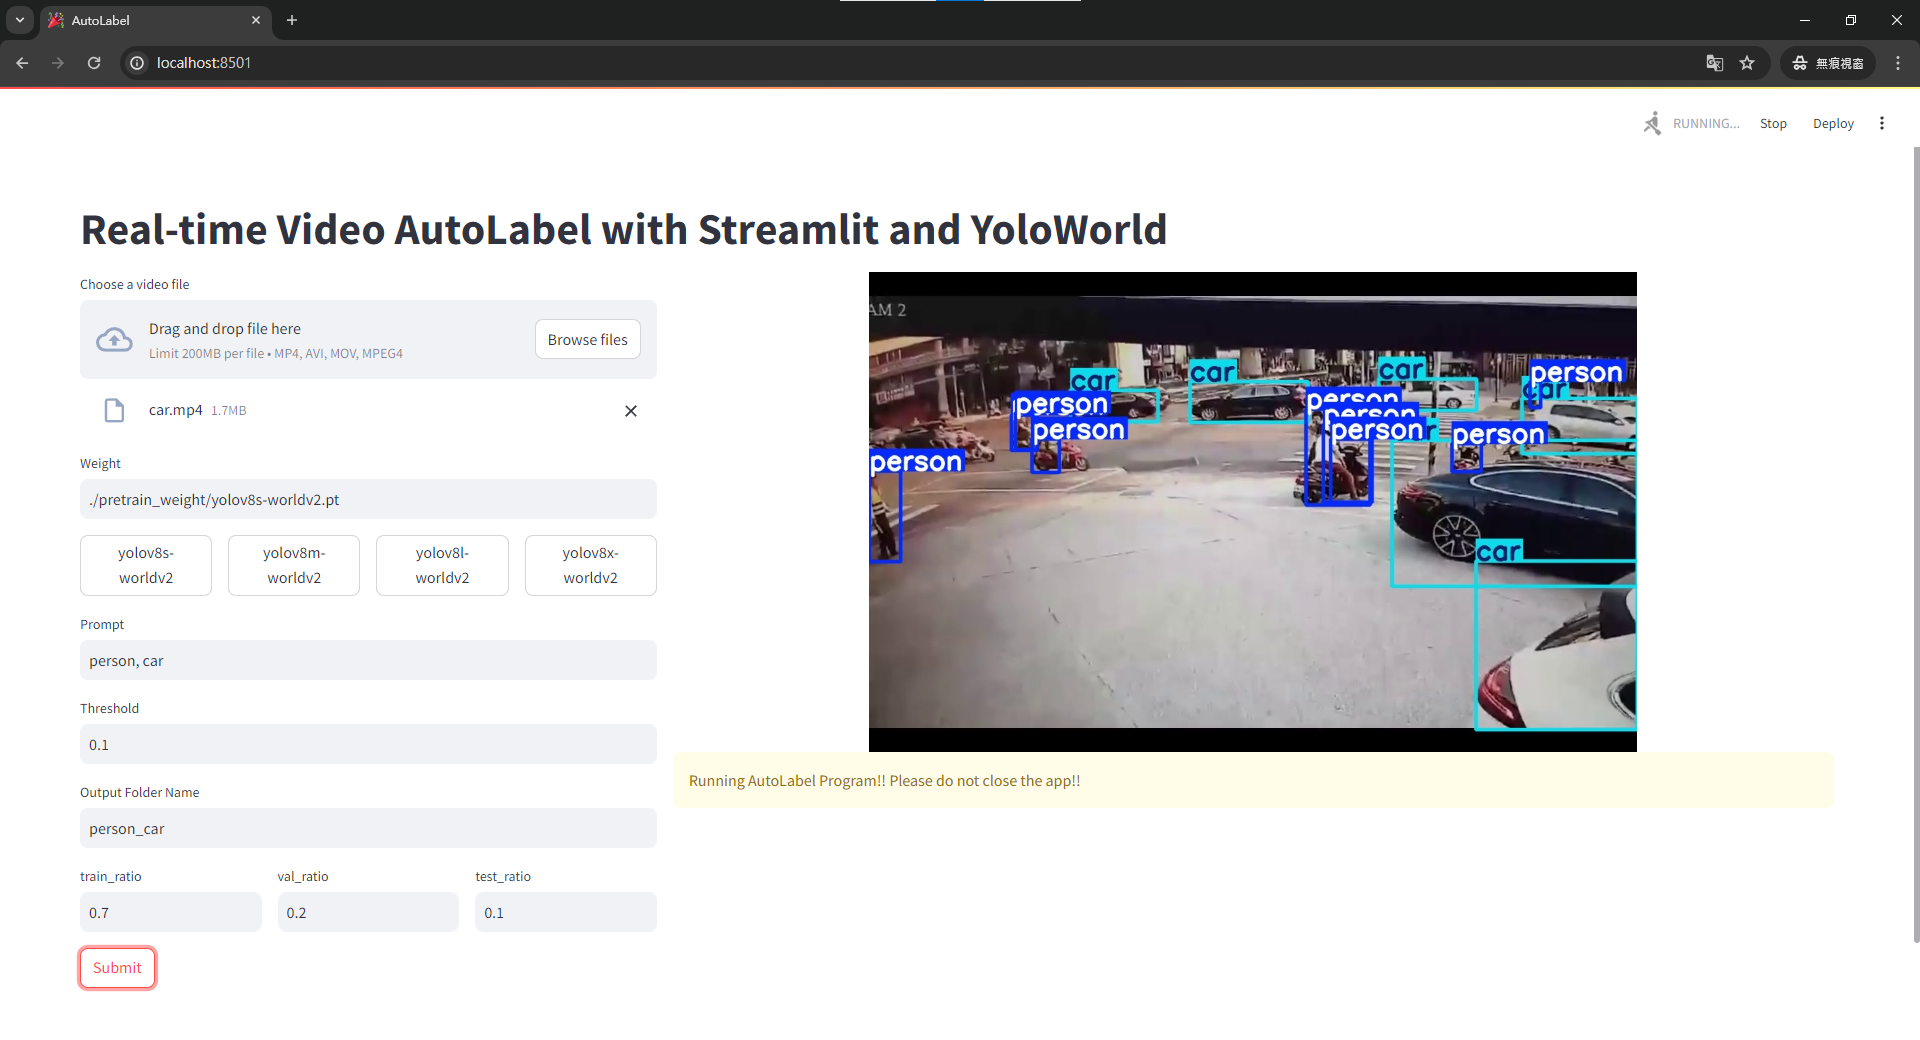 AutoLabel
localhost:8501
無痕視窗
RUNNING...
Stop
Deploy
Real-time Video AutoLabel with Streamlit and YoloWorld
Choose a video file
Drag and drop file here
Limit 200MB per file • MP4, AVI, MOV, MPEG4
Browse files
car.mp4 1.7MB
Weight
./pretrain_weight/yolov8s-worldv2.pt
yolov8s-
worldv2
yolov8m-
worldv2
yolov8l-
worldv2
yolov8x-
worldv2
Prompt
person, car
Threshold
0.1
Output Folder Name
person_car
train_ratio
val_ratio
test_ratio
0.7
0.2
0.1
Submit
AM 2
car
car
car
person
car
person
person
person
person
person
person
person
car
Running AutoLabel Program!! Please do not close the app!!